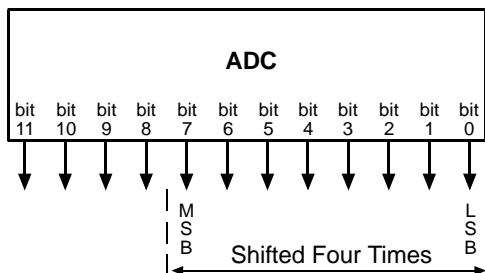 ADC
bit bit bit bit bit bit bit bit bit bit bit bit
11 10 9 8 7 6 5 4 3 2 1 0
MSB
LSB
Shifted Four Times